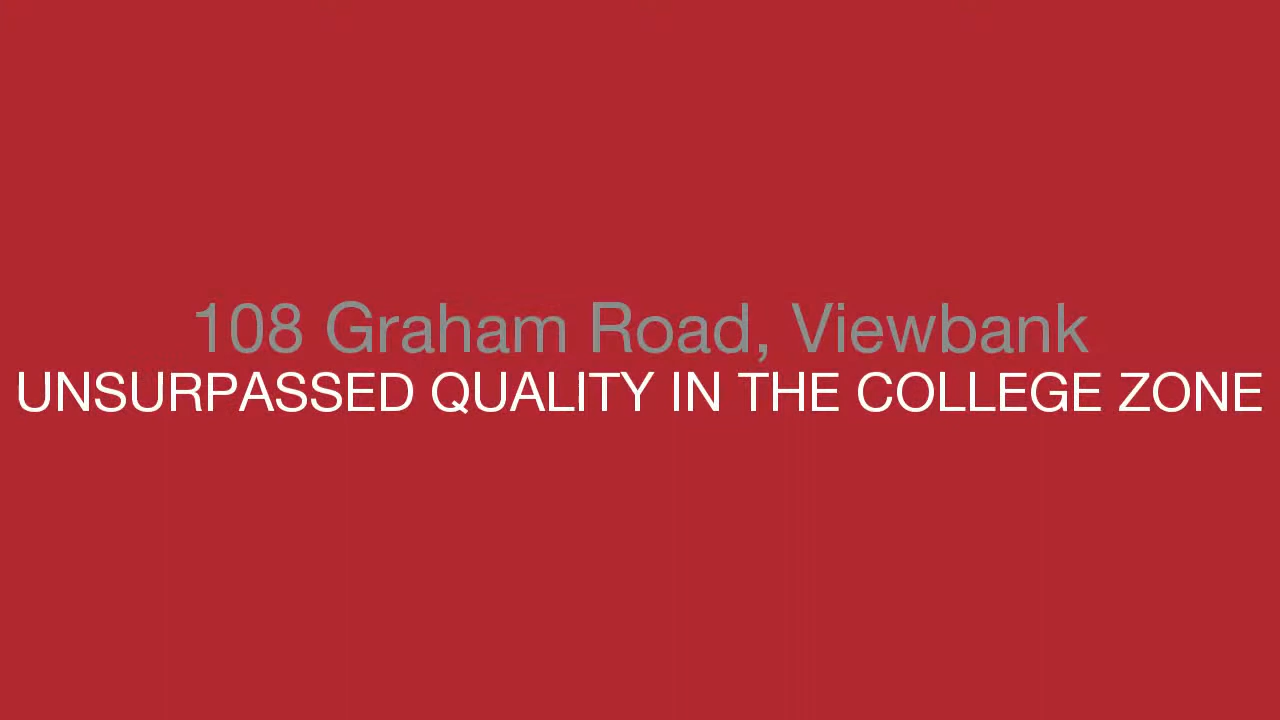 108 Graham Road, Viewbank
UNSURPASSED QUALITY IN THE COLLEGE ZONE